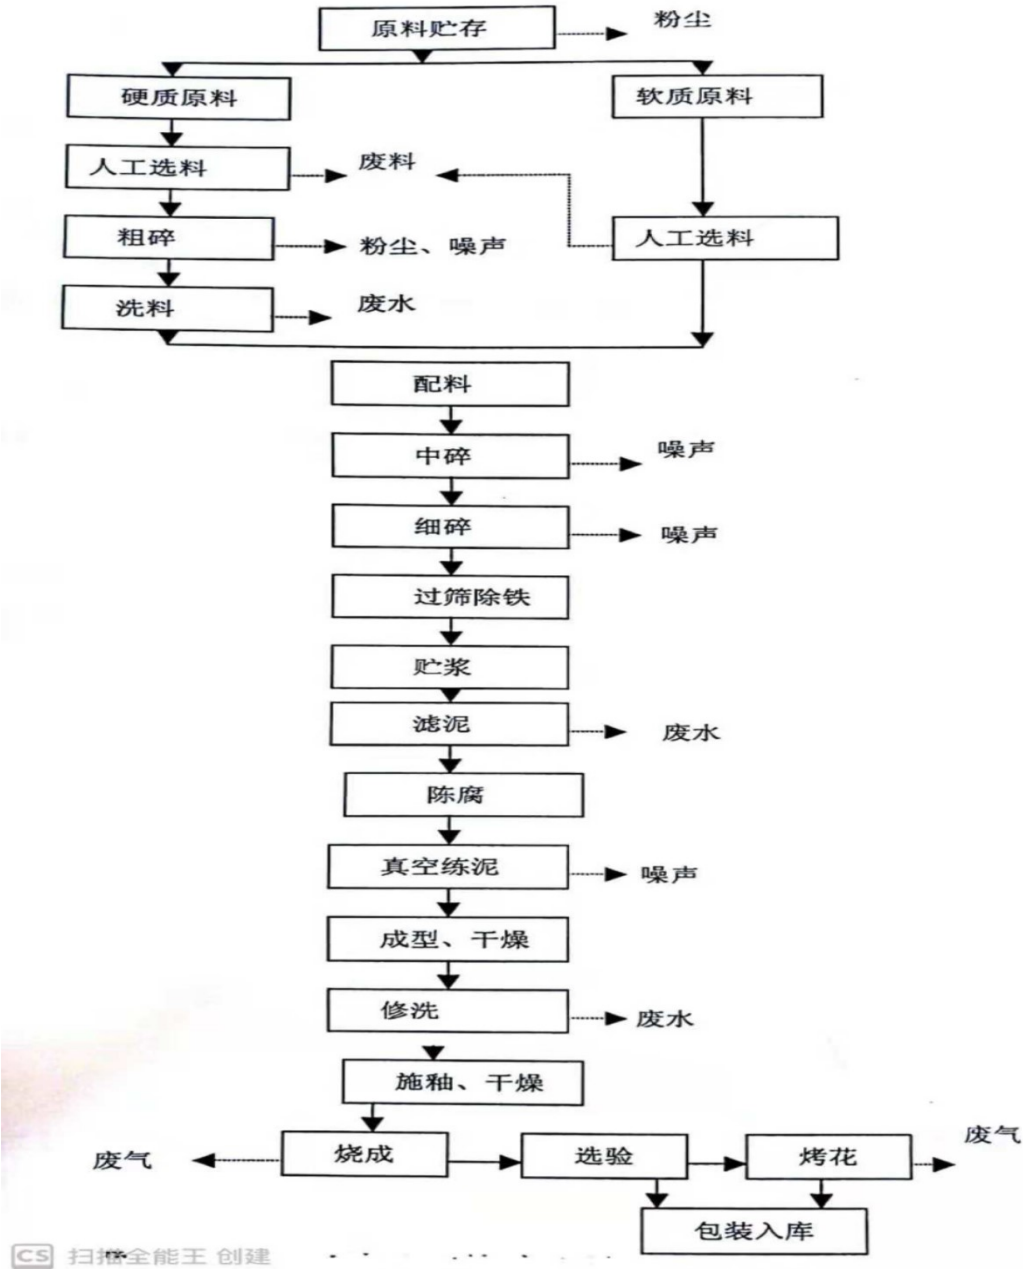 原料贮存 粉尘
硬质原料 软质原料
人工选料 废料
粗碎 粉尘、噪声 人工选料
洗料 废水
配料
中碎 噪声
细碎 噪声
过筛除铁
贮浆
滤泥 废水
陈腐
真空练泥 噪声
成型、干燥
修洗 废水
施釉、干燥
废气 烧成 选验 烤花 废气
包装入库
CS 扫描全能王 创建